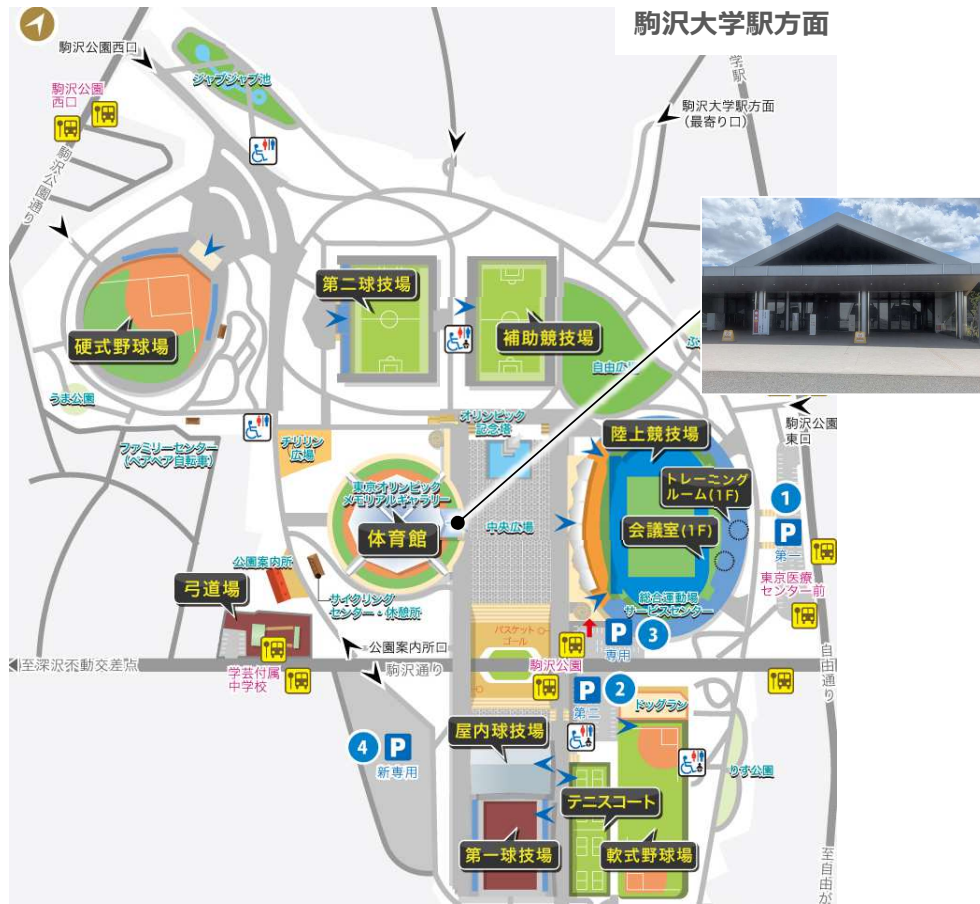 駒沢大学駅方面
駒沢公園西口
ジャブジャブ池
学駅
駒沢公園
西口
駒沢大学駅方面
(最寄り口)
駒沢公園通り
第二球技場
硬式野球場
補助競技場
自由広場
うま公園
オリンピック
記念塔
陸上競技場
駒沢公園
東口
ファミリーセンター
(ペアペア自転車)
チリリン
広場
トレーニング
ルーム(1F)
東京オリンピック
メモリアルギャラリー
体育館
中央広場
会議室(1F)
1
P
第一
公園案内所
東京医療
センター前
弓道場
サイクリング
センター・休憩所
総合運動場
サービスセンター
バスケット
ゴール
P
3
専用
公園案内所口
至深沢不動交差点
駒沢通り
駒沢公園
自由通り
学芸付属
中学校
P
2
第二
ドッグラン
屋内球技場
4
P
新専用
りす公園
テニスコート
第一球技場
軟式野球場
至自由が